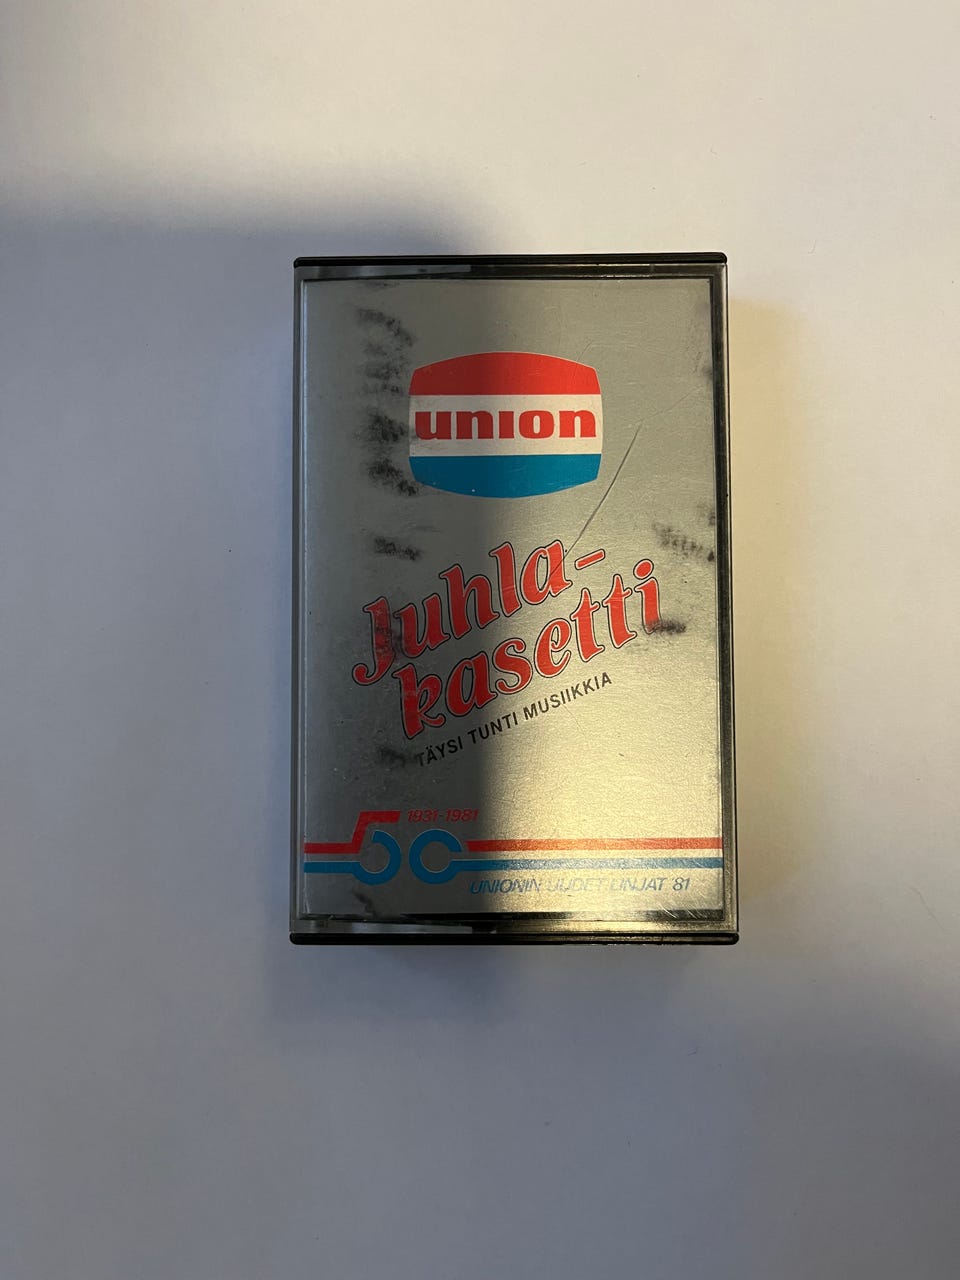 union
Juhla-
kasetti
TÄYSI TUNTI MUSIIKKIA
50 1931-1981
UNIONIN UUDET LINJAT 81